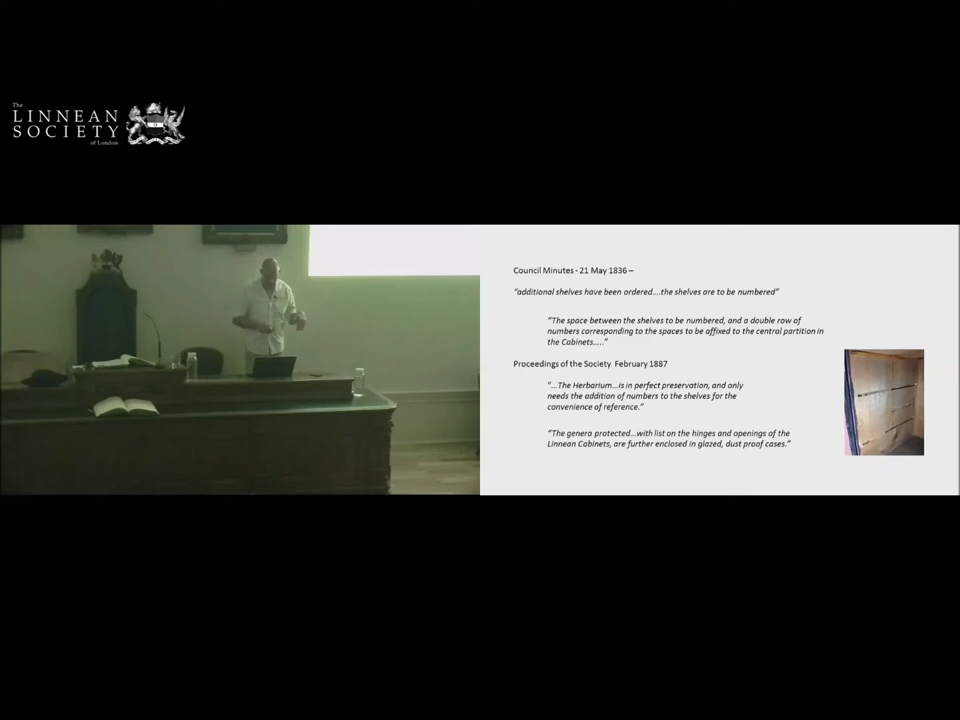 The
LINNEAN
SOCIETY
of London
Council Minutes - 21 May 1836 –
“additional shelves have been ordered….the shelves are to be numbered”
“The space between the shelves to be numbered, and a double row of
numbers corresponding to the spaces to be affixed to the central partition in
the Cabinets…..”
Proceedings of the Society February 1887
“…The Herbarium…is in perfect preservation, and only
needs the addition of numbers to the shelves for the
convenience of reference.”
“The genera protected…with list on the hinges and openings of the
Linnean Cabinets, are further enclosed in glazed, dust proof cases.”